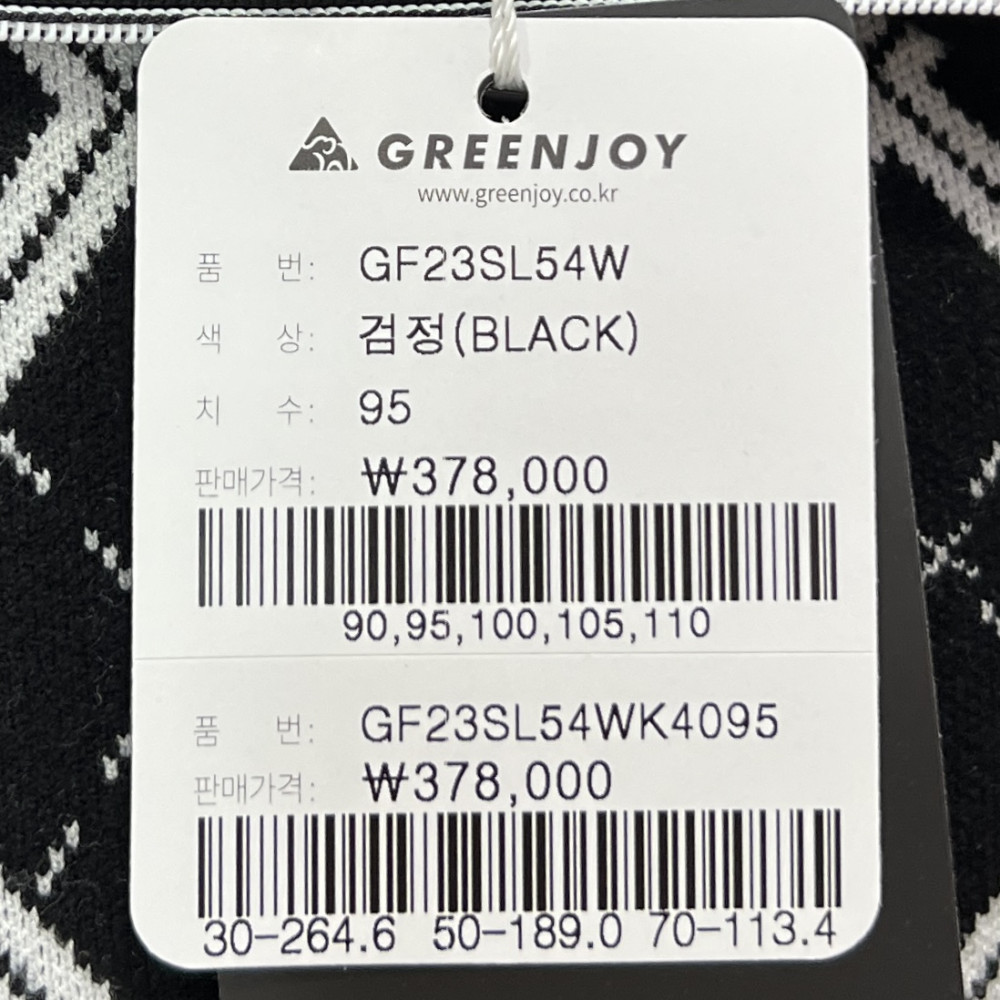 GREENJOY
www.greenjoy.co.kr
품 번: GF23SL54W
색 상: 검정(BLACK)
치 수: 95
판매가격: ₩378,000
90,95,100,105,110
품 번: GF23SL54WK4095
판매가격: ₩378,000
30-264.6 50-189.0 70-113.4